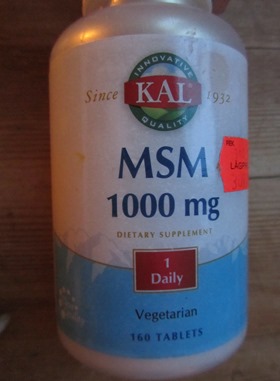 INNOVATIVE
Since KAL 1932
QUALITY
MSM
1000 mg
DIETARY SUPPLEMENT
1
Daily
Vegetarian
160 TABLETS